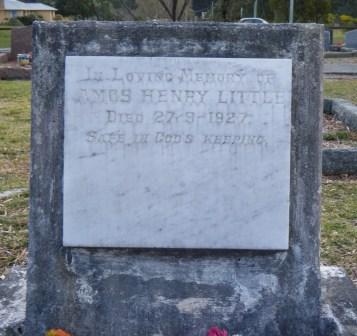 In Loving Memory of
AMOS HENRY LITTLE
Died 27-9-1927.
Safe in God's keeping.